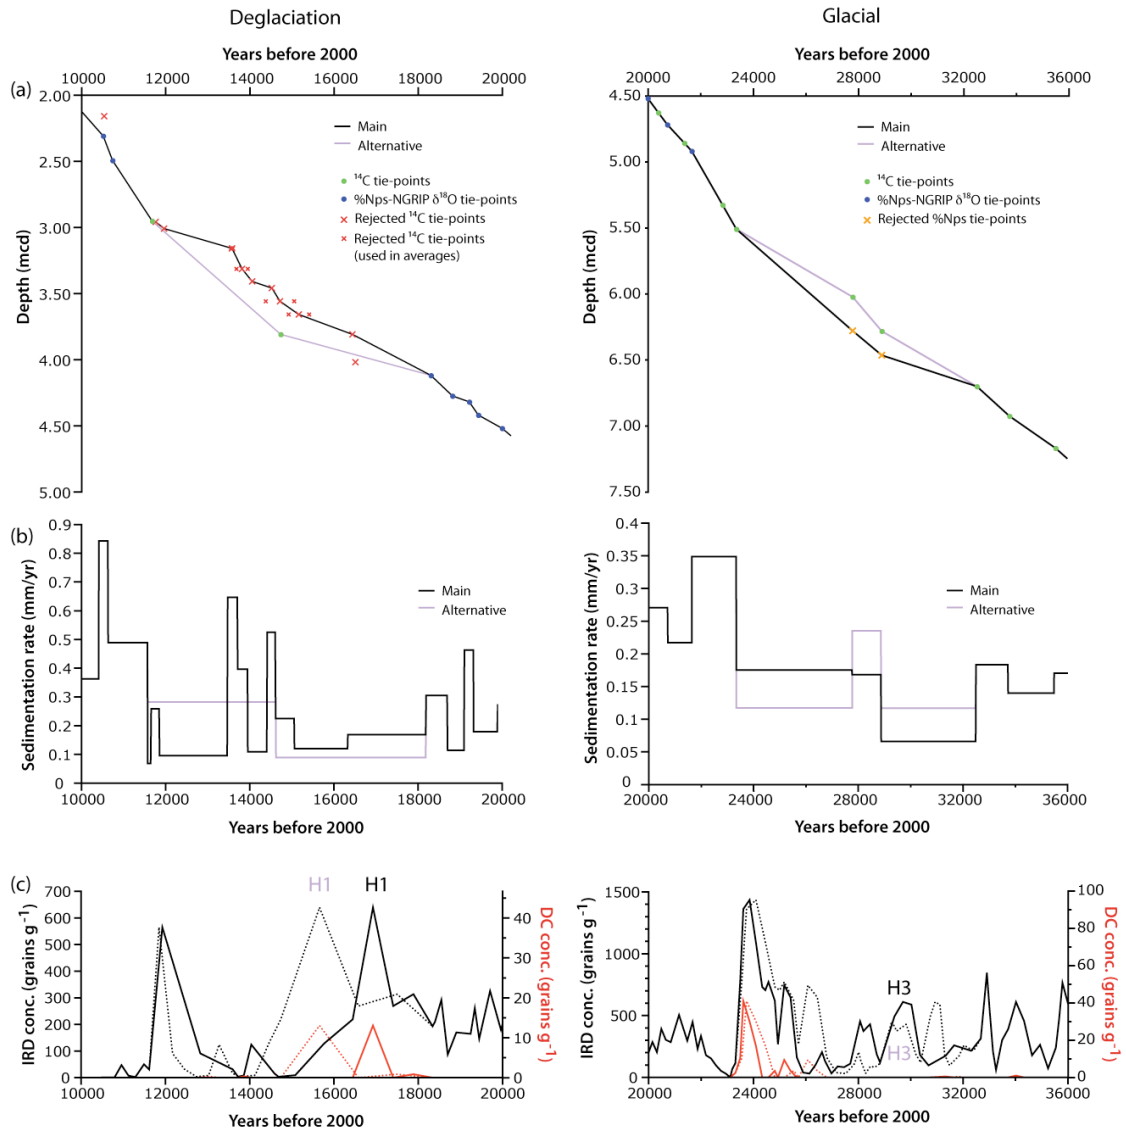 Deglaciation
Glacial
Years before 2000
Years before 2000
10000 12000 14000 16000 18000 20000
20000 24000 28000 32000 36000
(a)
Depth (mcd)
2.00
2.50
3.00
3.50
4.00
4.50
5.00
Main
Alternative
¹⁴C tie-points
%Nps-NGRIP δ¹⁸O tie-points
Rejected ¹⁴C tie-points
Rejected ¹⁴C tie-points
(used in averages)
Depth (mcd)
4.50
5.00
5.50
6.00
6.50
7.00
7.50
Main
Alternative
¹⁴C tie-points
%Nps-NGRIP δ¹⁸O tie-points
Rejected %Nps tie-points
(b)
Sedimentation rate (mm/yr)
0.9
0.8
0.7
0.6
0.5
0.4
0.3
0.2
0.1
0
Main
Alternative
10000 12000 14000 16000 18000 20000
Years before 2000
Sedimentation rate (mm/yr)
0.4
0.35
0.3
0.25
0.2
0.15
0.1
0.05
0
Main
Alternative
20000 24000 28000 32000 36000
Years before 2000
(c)
H1 H1
IRD conc. (grains g⁻¹)
700
600
500
400
300
200
100
0
40
30
20
10
0
DC conc. (grains g⁻¹)
10000 12000 14000 16000 18000 20000
Years before 2000
IRD conc. (grains g⁻¹)
1500
1000
500
0
H3
H3
100
80
60
40
20
0
DC conc. (grains g⁻¹)
20000 24000 28000 32000 36000
Years before 2000